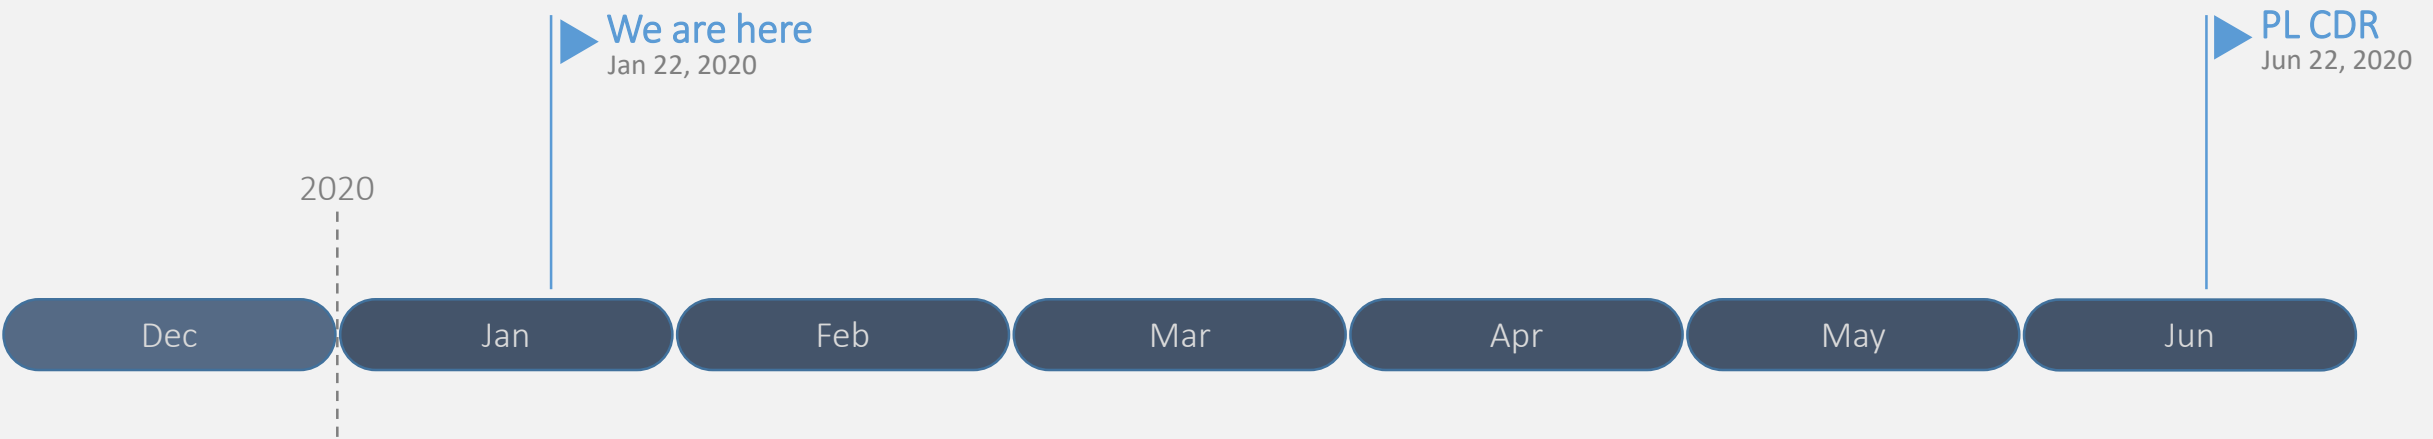 We are here
Jan 22, 2020
PL CDR
Jun 22, 2020
2020
Dec
Jan
Feb
Mar
Apr
May
Jun